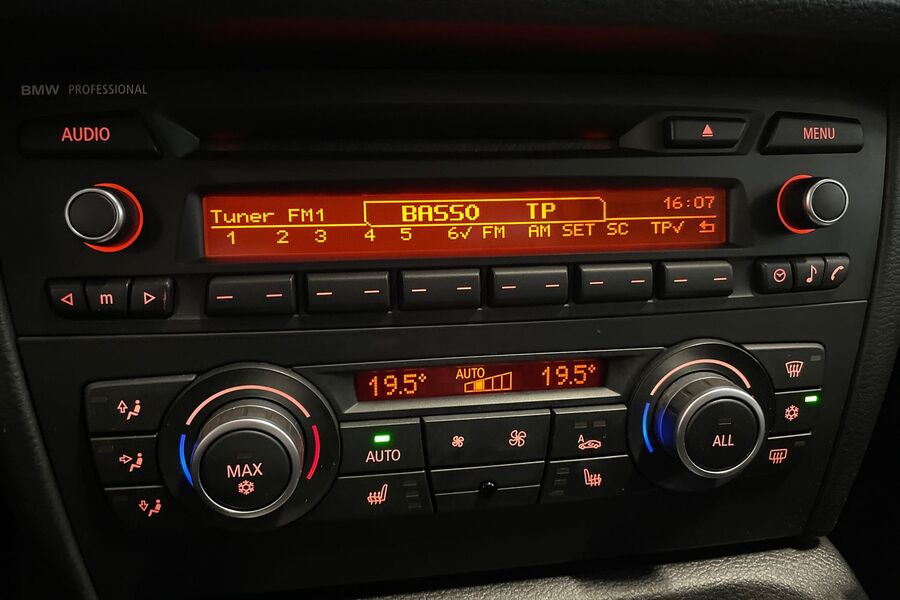 BMW PROFESSIONAL
AUDIO
MENU
Tuner FM1 BASSO TP 16:07
1 2 3 4 5 6✓ FM AM SET SC TP✓
m
19.5° AUTO 19.5°
MAX
AUTO
A
ALL